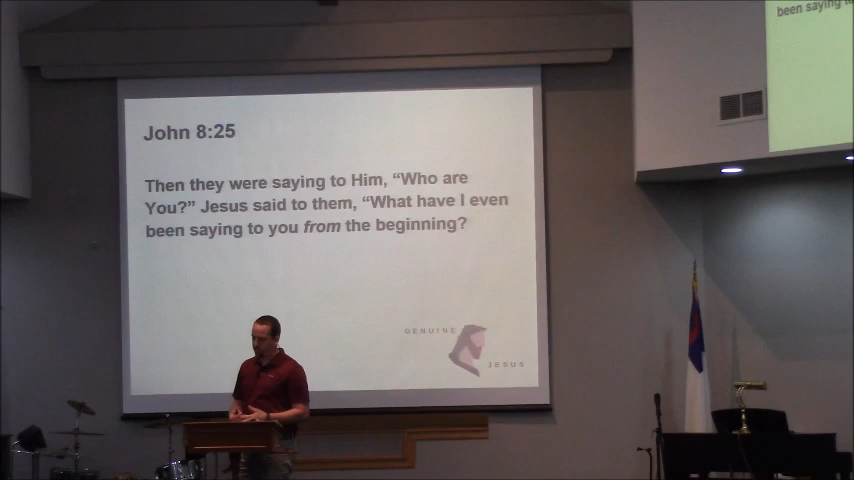 John 8:25
Then they were saying to Him, “Who are
You?” Jesus said to them, “What have I even
been saying to you from the beginning?
GENUINE
JESUS
been saying to